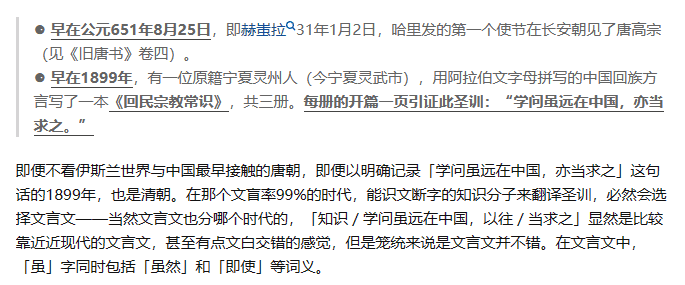 ● 早在公元651年8月25日，即赫蚩拉31年1月2日，哈里发的第一个使节在长安朝见了唐高宗
（见《旧唐书》卷四）。
● 早在1899年，有一位原籍宁夏灵州人（今宁夏灵武市），用阿拉伯文字母拼写的中国回族方
言写了一本《回民宗教常识》，共三册。每册的开篇一页引证此圣训：“学问虽远在中国，亦当
求之。”
即便不看伊斯兰世界与中国最早接触的唐朝，即便以明确记录「学问虽远在中国，亦当求之」这句
话的1899年，也是清朝。在那个文盲率99%的时代，能识文断字的知识分子来翻译圣训，必然会选
择文言文——当然文言文也分哪个时代的，「知识 / 学问虽远在中国，以往 / 当求之」显然是比较
靠近近现代的文言文，甚至有点文白交错的感觉，但是笼统来说是文言文并不错。在文言文中，
「虽」字同时包括「虽然」和「即使」等词义。